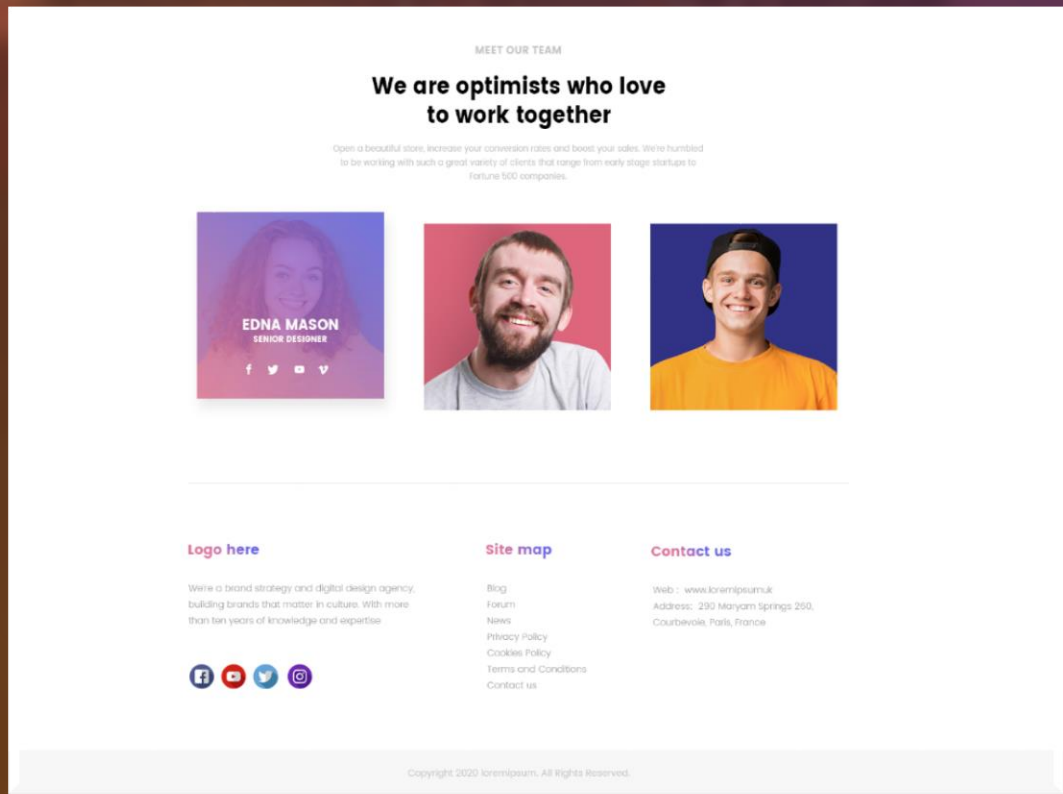 MEET OUR TEAM
We are optimists who love
to work together
Open a beautiful store, increase your conversion rates and boost your sales. We're humbled
to be working with such a great variety of clients that range from early stage startups to
Fortune 500 companies.
EDNA MASON
SENIOR DESIGNER
Logo here
We're a brand strategy and digital design agency,
building brands that matter in culture. With more
than ten years of knowledge and expertise
Site map
Blog
Forum
News
Privacy Policy
Cookies Policy
Terms and Conditions
Contact us
Contact us
Web : www.loremipsum.uk
Address: 290 Maryam Springs 260,
Courbevoie, Paris, France
Copyright 2020 loremipsum. All Rights Reserved.